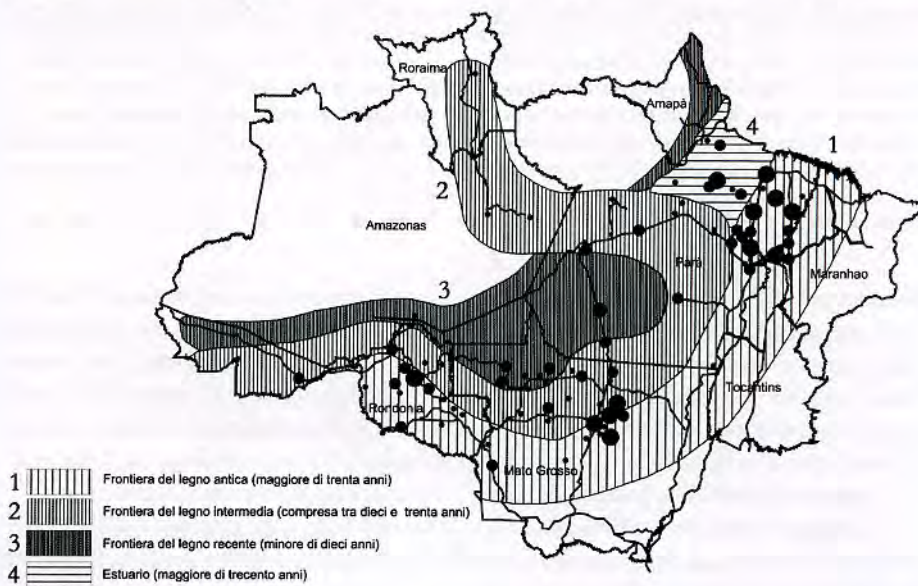 Roraima
Amapà
4
1
2
Amazonas
Parà
Maranhao
3
Tocantins
Rondonia
Mato Grosso
1 Frontiera del legno antica (maggiore di trenta anni)
2 Frontiera del legno intermedia (compresa tra dieci e trenta anni)
3 Frontiera del legno recente (minore di dieci anni)
4 Estuario (maggiore di trecento anni)